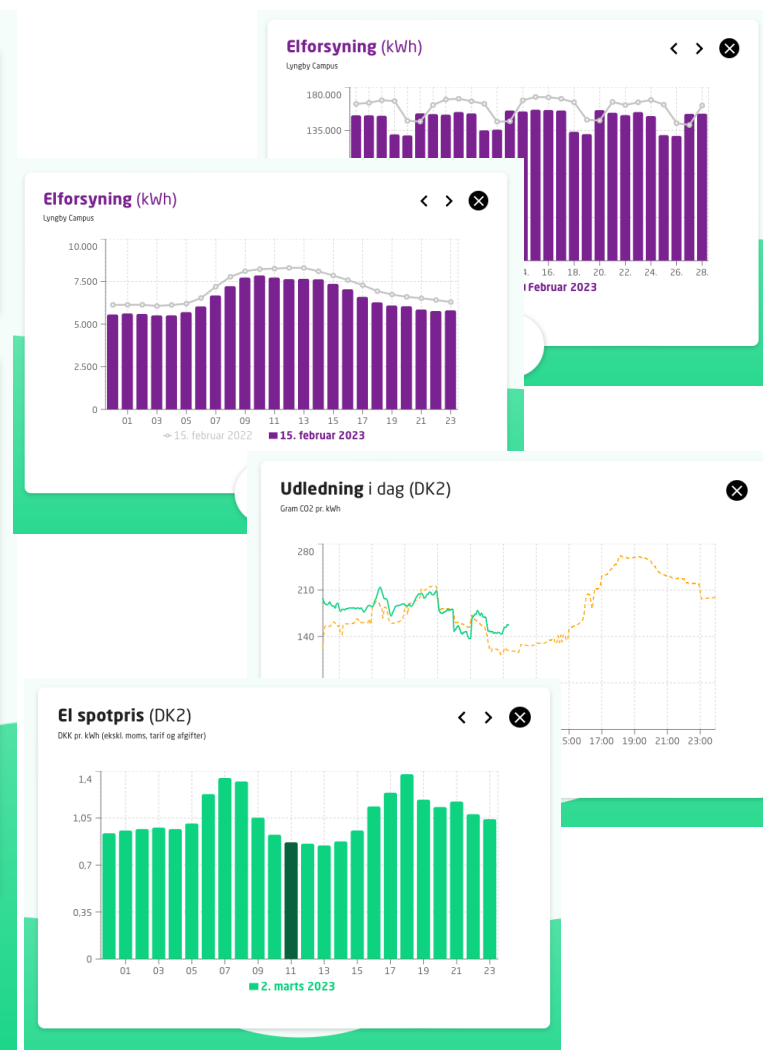 Elforsyning (kWh)
Lyngby Campus
180.000
135.000
16. 18. 20. 22. 24. 26. 28.
Februar 2023
Elforsyning (kWh)
Lyngby Campus
10.000
7.500
5.000
2.500
0
01 03 05 07 09 11 13 15 17 19 21 23
15. februar 2022 15. februar 2023
Udledning i dag (DK2)
Gram CO2 pr. kWh
280
210
140
5:00 17:00 19:00 21:00 23:00
El spotpris (DK2)
DKK pr. kWh (ekskl. moms, tarif og afgifter)
1,4
1,05
0,7
0,35
0
01 03 05 07 09 11 13 15 17 19 21 23
2. marts 2023